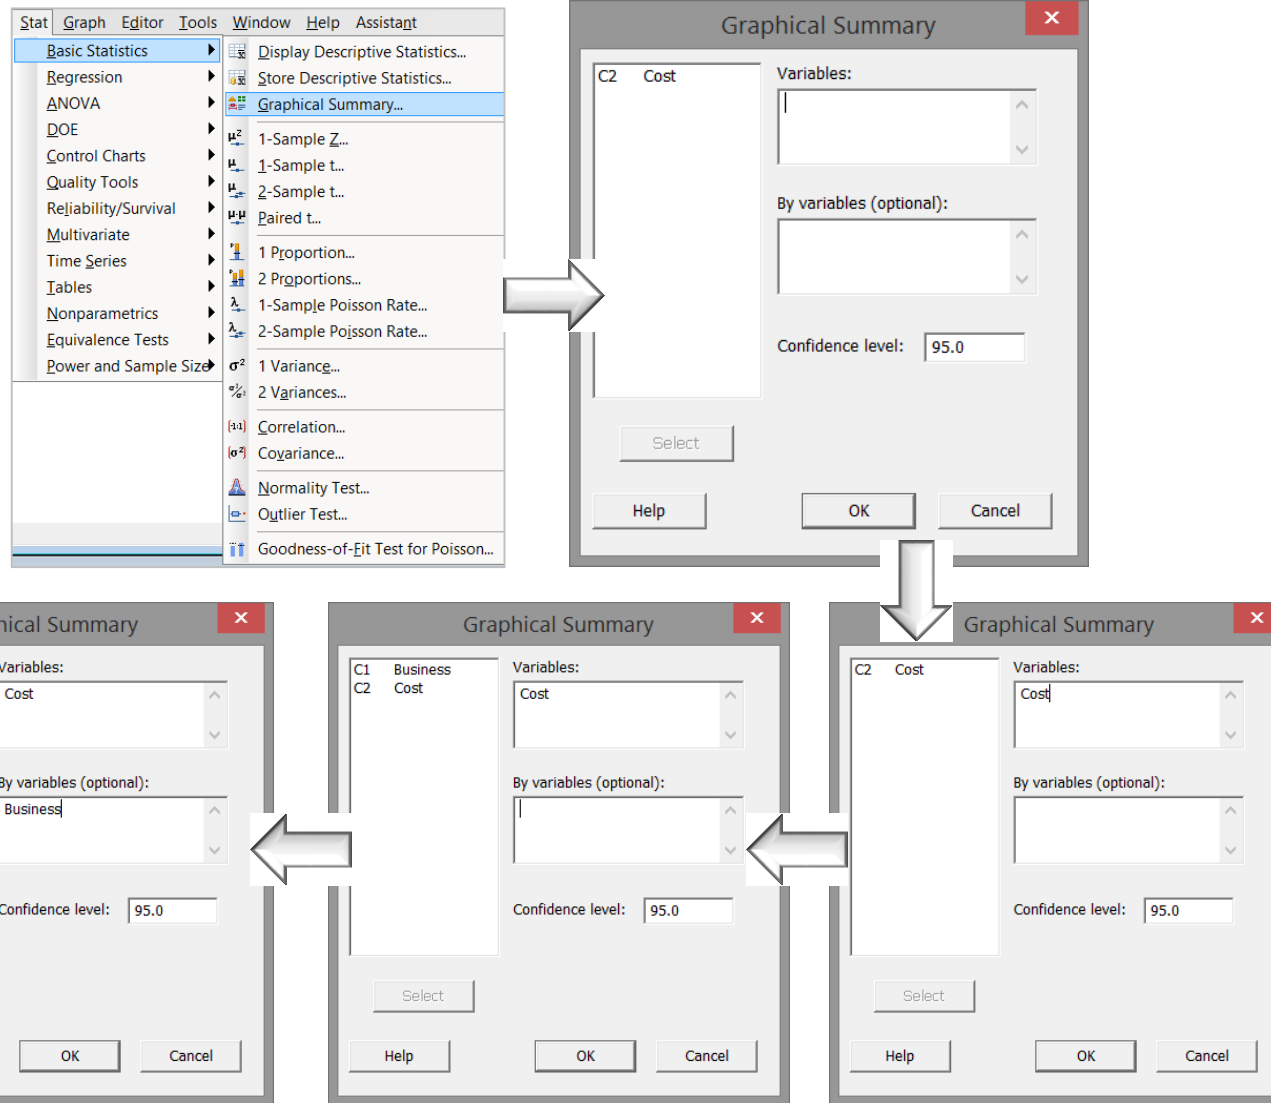 Stat Graph Editor Tools Window Help Assistant
Basic Statistics
Regression
ANOVA
DOE
Control Charts
Quality Tools
Reliability/Survival
Multivariate
Time Series
Tables
Nonparametrics
Equivalence Tests
Power and Sample Size
Display Descriptive Statistics...
Store Descriptive Statistics...
Graphical Summary...
μ² 1-Sample Z...
μ 1-Sample t...
μ 2-Sample t...
μ-μ Paired t...
1 Proportion...
2 Proportions...
λ 1-Sample Poisson Rate...
λ 2-Sample Poisson Rate...
σ² 1 Variance...
2 Variances...
Correlation...
Covariance...
Normality Test...
Outlier Test...
Goodness-of-Fit Test for Poisson...
Graphical Summary
C2 Cost
Variables:
By variables (optional):
Confidence level: 95.0
Select
Help OK Cancel
hical Summary
Variables:
Cost
By variables (optional):
Business
Confidence level: 95.0
OK Cancel
Graphical Summary
C1 Business
C2 Cost
Variables:
Cost
By variables (optional):
Confidence level: 95.0
Select
Help OK Cancel
Graphical Summary
C2 Cost
Variables:
Cost
By variables (optional):
Confidence level: 95.0
Select
Help OK Cancel